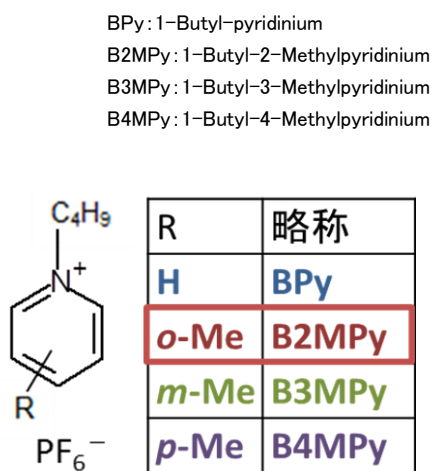 BPy:1-Butyl-pyridinium
B2MPy:1-Butyl-2-Methylpyridinium
B3MPy:1-Butyl-3-Methylpyridinium
B4MPy:1-Butyl-4-Methylpyridinium
C₄H₉
N⁺
R
PF₆⁻
R 略称
H BPy
o-Me B2MPy
m-Me B3MPy
p-Me B4MPy